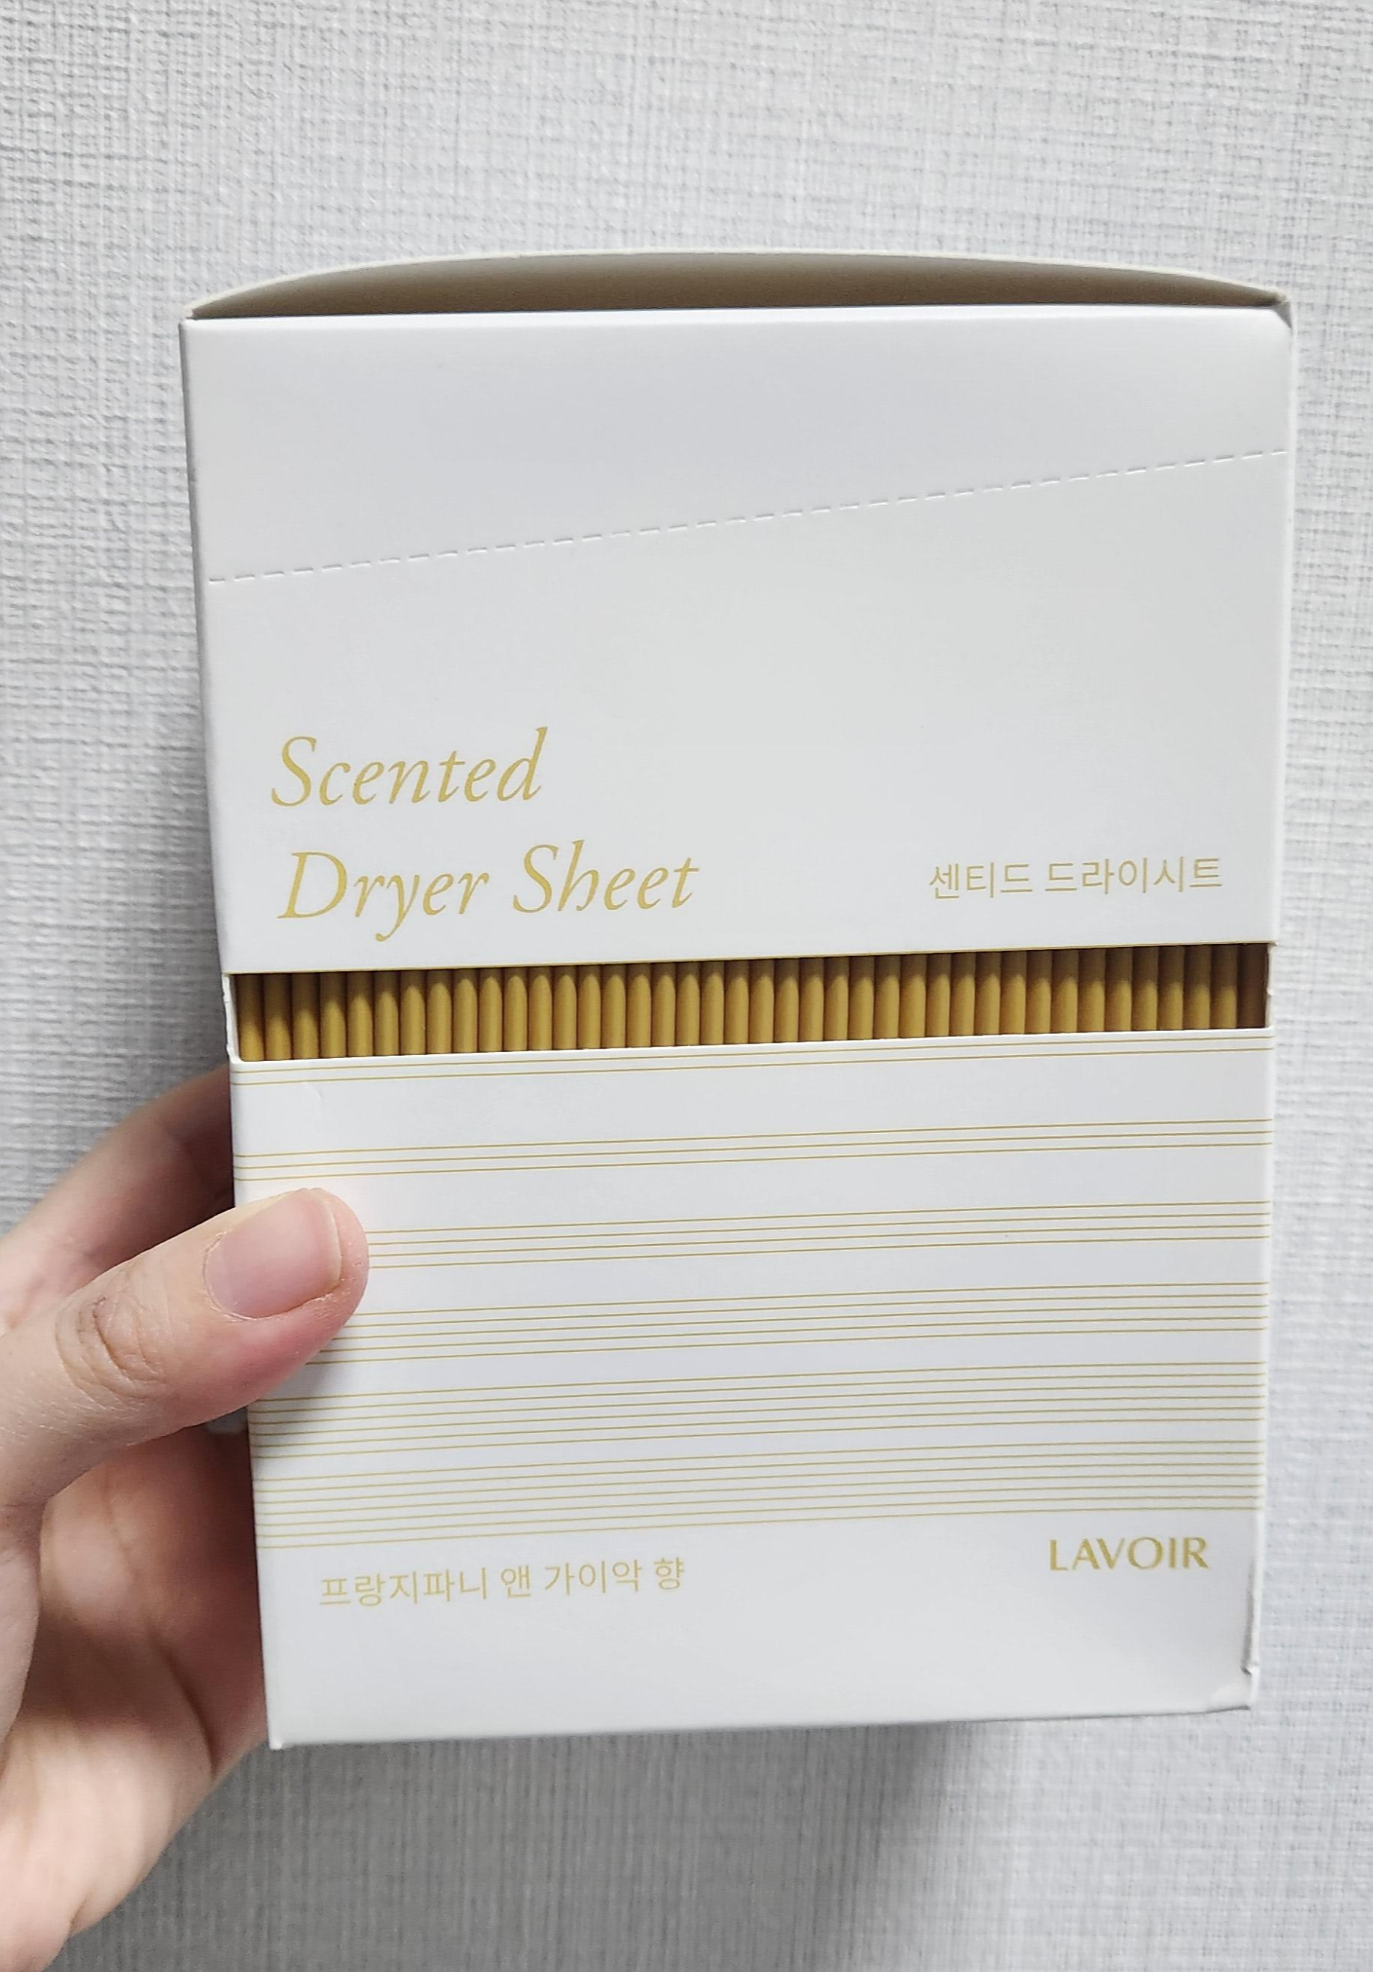 Scented
Dryer Sheet
센티드 드라이시트
프랑지파니 앤 가이악 향
LAVOIR